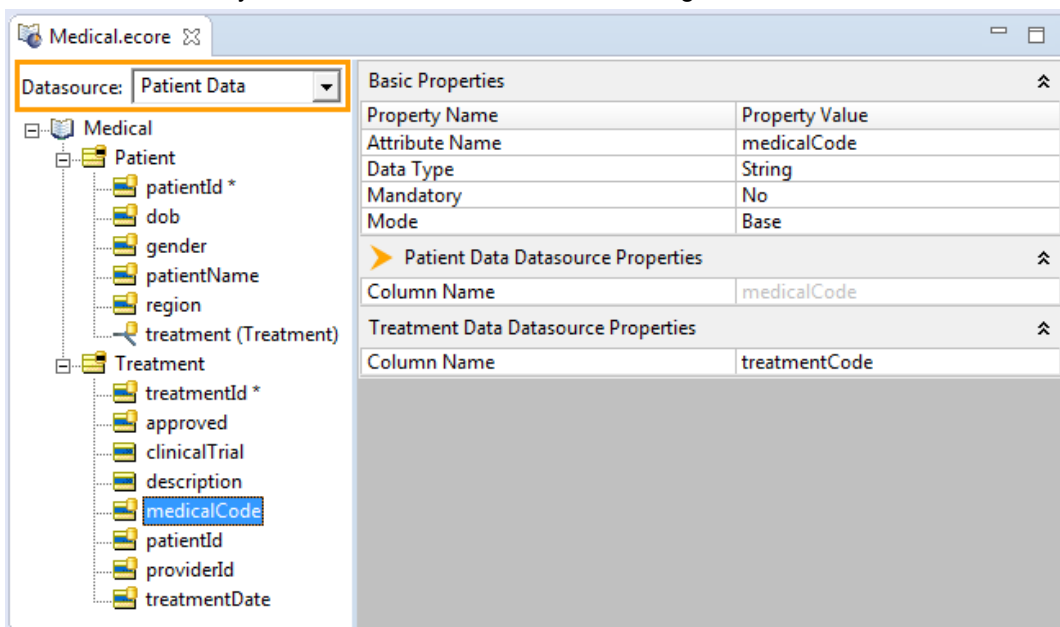 Medical.ecore
Datasource: Patient Data
Medical
Patient
patientId *
dob
gender
patientName
region
treatment (Treatment)
Treatment
treatmentId *
approved
clinicalTrial
description
medicalCode
patientId
providerId
treatmentDate
Basic Properties
Property Name Property Value
Attribute Name medicalCode
Data Type String
Mandatory No
Mode Base
Patient Data Datasource Properties
Column Name medicalCode
Treatment Data Datasource Properties
Column Name treatmentCode